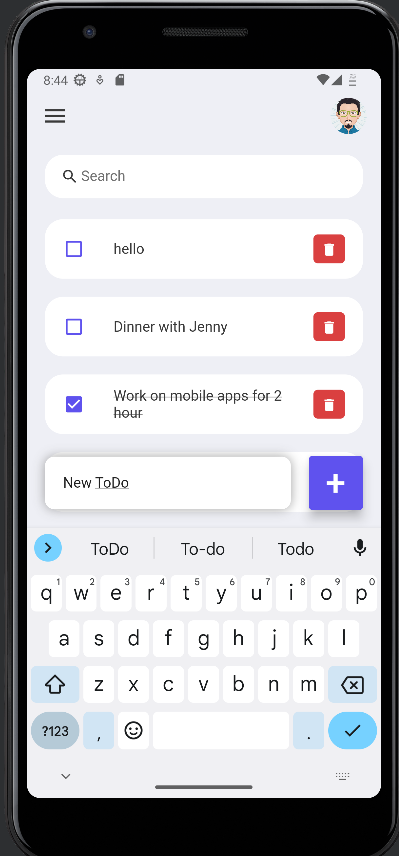 8:44
Search
hello
Dinner with Jenny
Work on mobile apps for 2
hour
New ToDo
+
ToDo To-do Todo
q1 w2 e3 r4 t5 y6 u7 i8 o9 p0
a s d f g h j k l
z x c v b n m
?123 , .